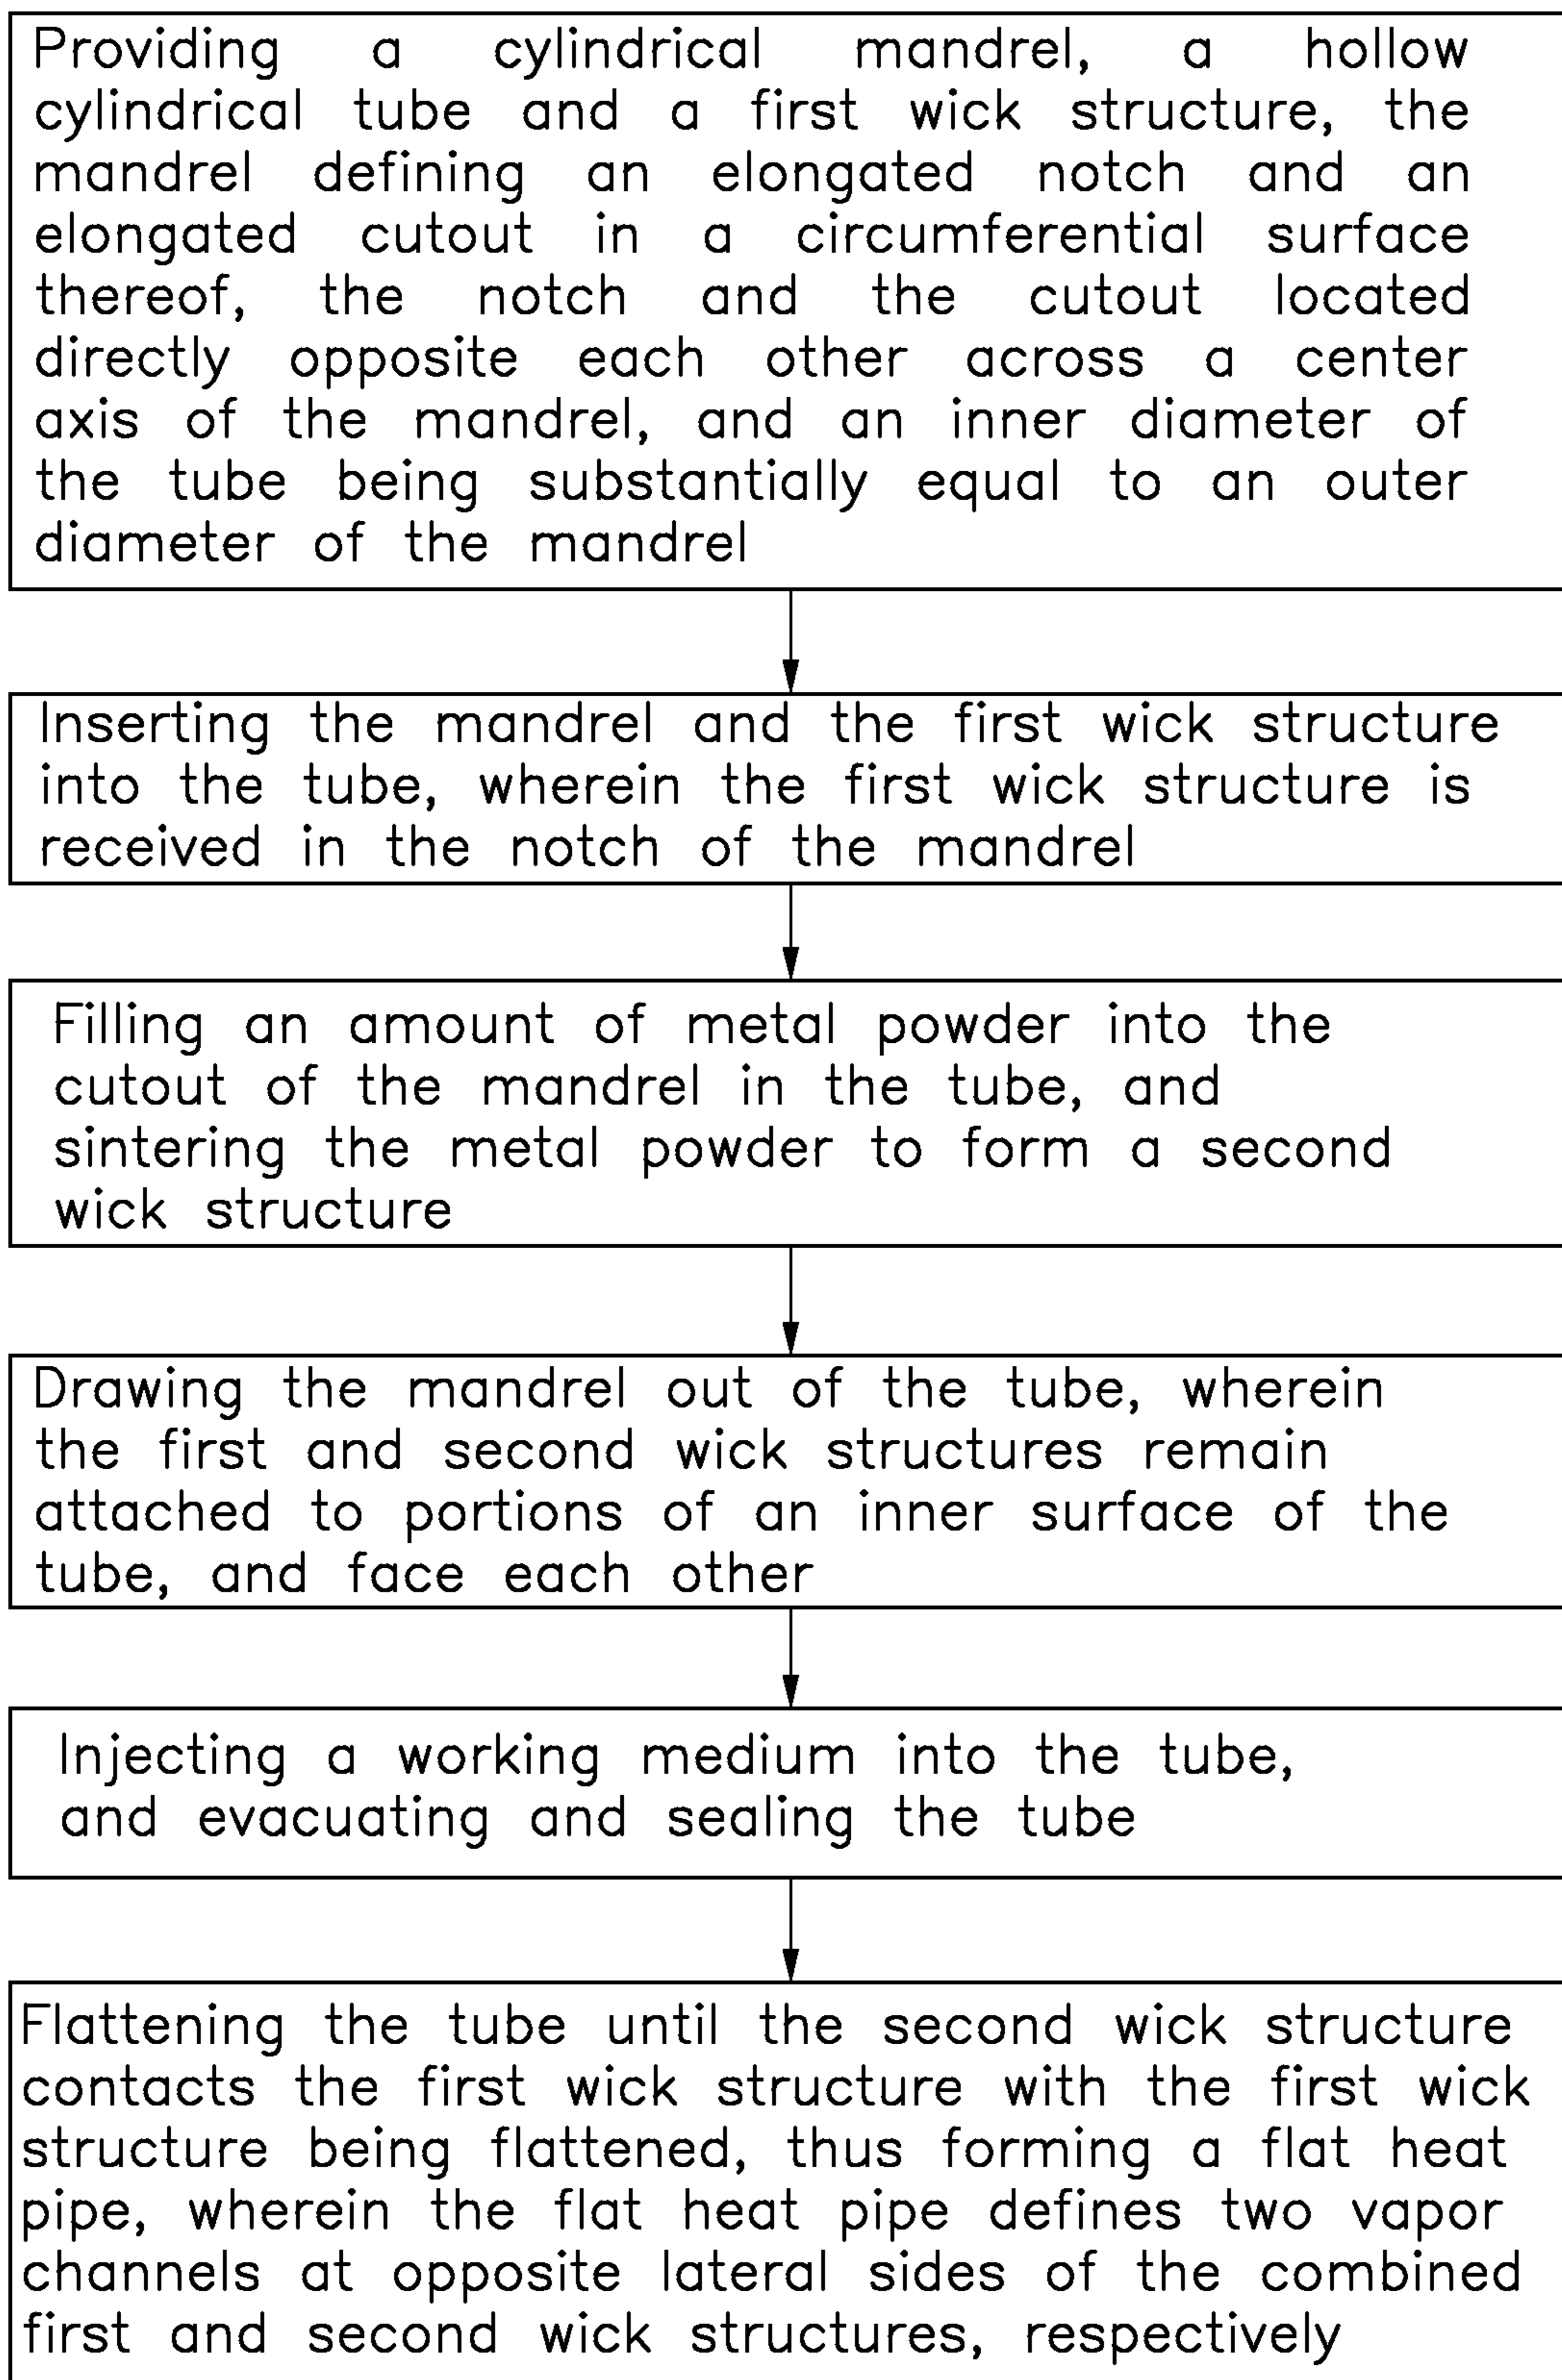 Providing a cylindrical mandrel, a hollow
cylindrical tube and a first wick structure, the
mandrel defining an elongated notch and an
elongated cutout in a circumferential surface
thereof, the notch and the cutout located
directly opposite each other across a center
axis of the mandrel, and an inner diameter of
the tube being substantially equal to an outer
diameter of the mandrel
Inserting the mandrel and the first wick structure
into the tube, wherein the first wick structure is
received in the notch of the mandrel
Filling an amount of metal powder into the
cutout of the mandrel in the tube, and
sintering the metal powder to form a second
wick structure
Drawing the mandrel out of the tube, wherein
the first and second wick structures remain
attached to portions of an inner surface of the
tube, and face each other
Injecting a working medium into the tube,
and evacuating and sealing the tube
Flattening the tube until the second wick structure
contacts the first wick structure with the first wick
structure being flattened, thus forming a flat heat
pipe, wherein the flat heat pipe defines two vapor
channels at opposite lateral sides of the combined
first and second wick structures, respectively